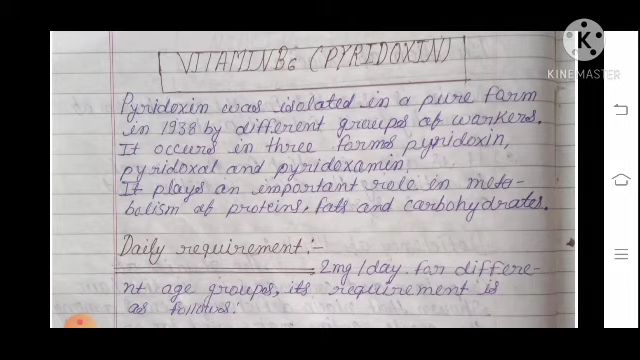 VITAMIN B6 (PYRIDOXIN)
Pyridoxin was isolated in a pure form
in 1938 by different groups of workers.
It occurs in three forms pyridoxin,
pyridoxal and pyridoxamin.
It plays an important role in meta-
bolism of proteins, fats and carbohydrates.
Daily requirement:-
2mg/day. For differe-
nt age groups, its requirement is
as follows:
KINEMASTER